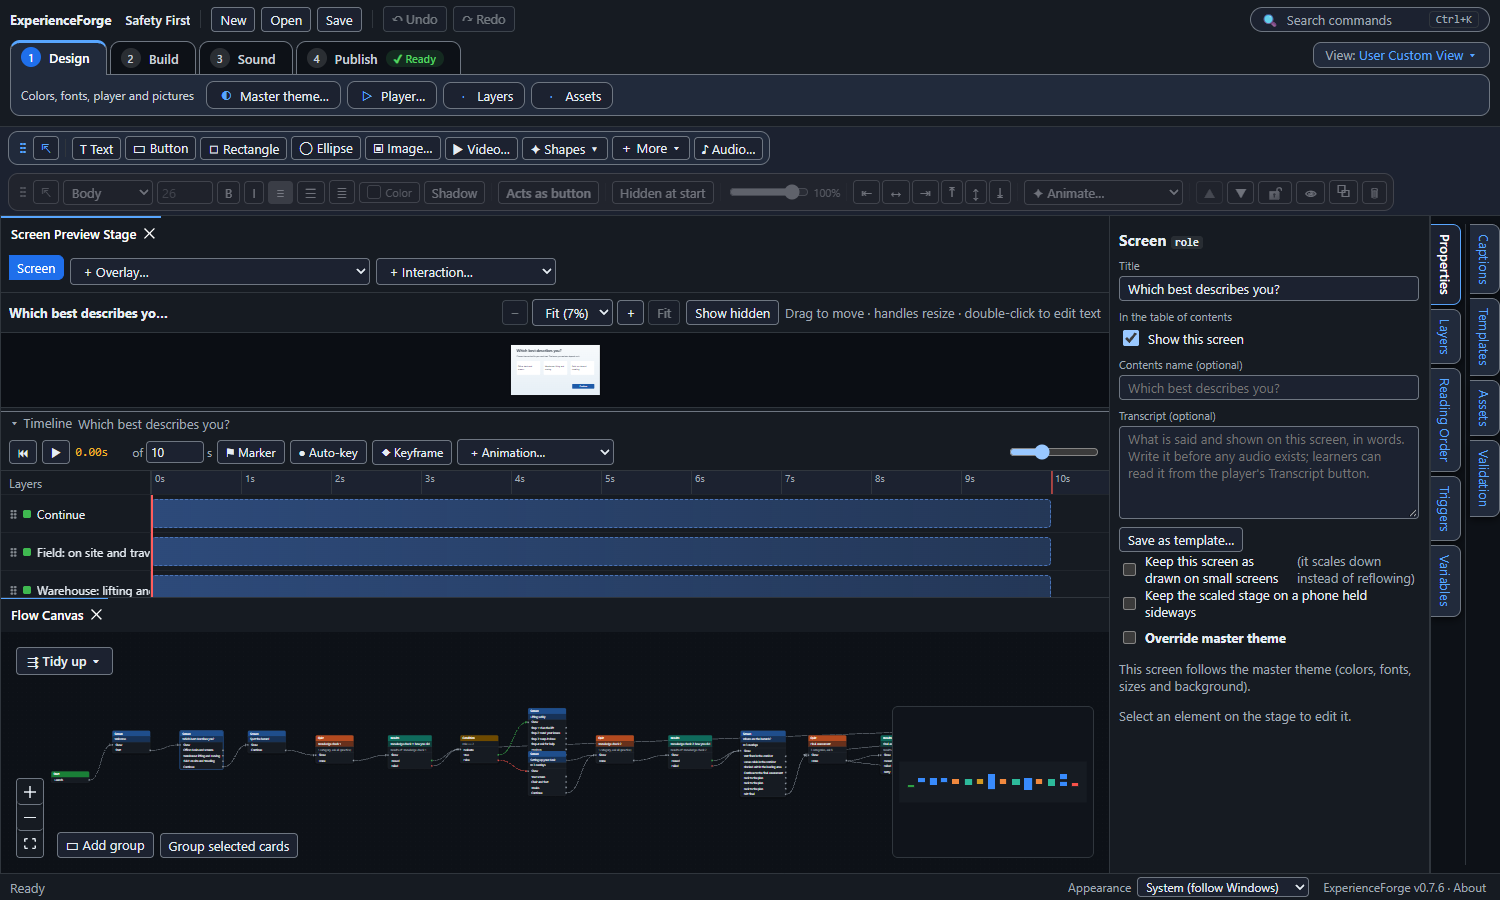 ExperienceForge Safety First New Open Save Undo Redo Search commands Ctrl+K
1 Design 2 Build 3 Sound 4 Publish ✓ Ready View: User Custom View
Colors, fonts, player and pictures Master theme... Player... Layers Assets
T Text Button Rectangle Ellipse Image... Video... Shapes + More Audio...
Body 26 B I Color Shadow Acts as button Hidden at start 100% Animate...
Screen Preview Stage
Screen + Overlay... + Interaction...
Which best describes yo... Fit (7%) + Fit Show hidden Drag to move · handles resize · double-click to edit text
Which best describes you?
Timeline Which best describes you?
0.00s of 10 s Marker Auto-key Keyframe + Animation...
Layers 0s 1s 2s 3s 4s 5s 6s 7s 8s 9s 10s
Continue
Field: on site and trav
Warehouse: lifting and
Flow Canvas
Tidy up
Add group Group selected cards
Screen role
Title
Which best describes you?
In the table of contents
Show this screen
Contents name (optional)
Which best describes you?
Transcript (optional)
What is said and shown on this screen, in words.
Write it before any audio exists; learners can
read it from the player's Transcript button.
Save as template...
Keep this screen as drawn on small screens (it scales down instead of reflowing)
Keep the scaled stage on a phone held
sideways
Override master theme
This screen follows the master theme (colors, fonts,
sizes and background).
Select an element on the stage to edit it.
Properties
Layers
Reading Order
Triggers
Variables
Captions
Templates
Assets
Validation
Ready Appearance System (follow Windows) ExperienceForge v0.7.6 · About